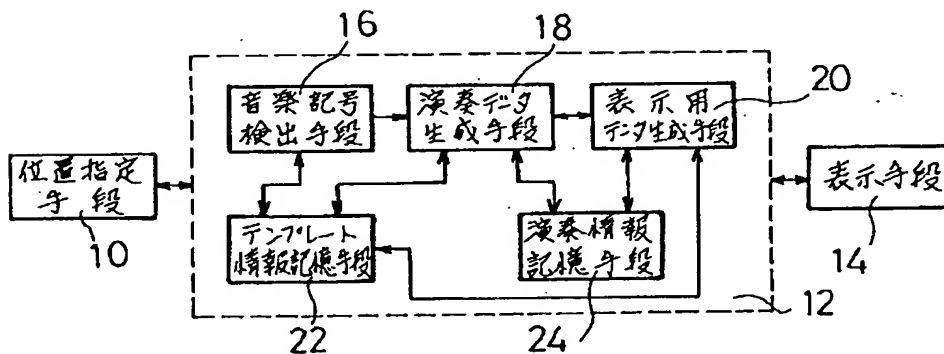 16
18
20
音楽記号
検出手段
演奏データ
生成手段
表示用
データ生成手段
位置指定
手段
10
表示手段
14
テンプレート
情報記憶手段
22
演奏情報
記憶手段
24
12